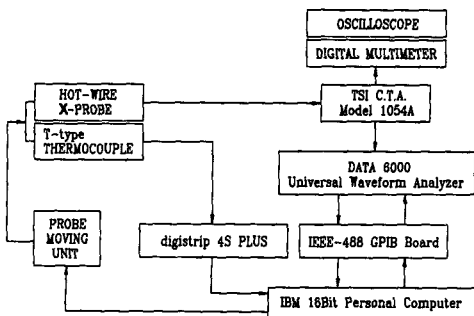 OSCILLOSCOPE
DIGITAL MULTIMETER
HOT-WIRE
X-PROBE
TSI C.T.A.
Model 1054A
T-type
THERMOCOUPLE
DATA 6000
Universal Waveform Analyzer
PROBE
MOVING
UNIT
digistrip 4S PLUS
IEEE-488 GPIB Board
IBM 16Bit Personal Computer